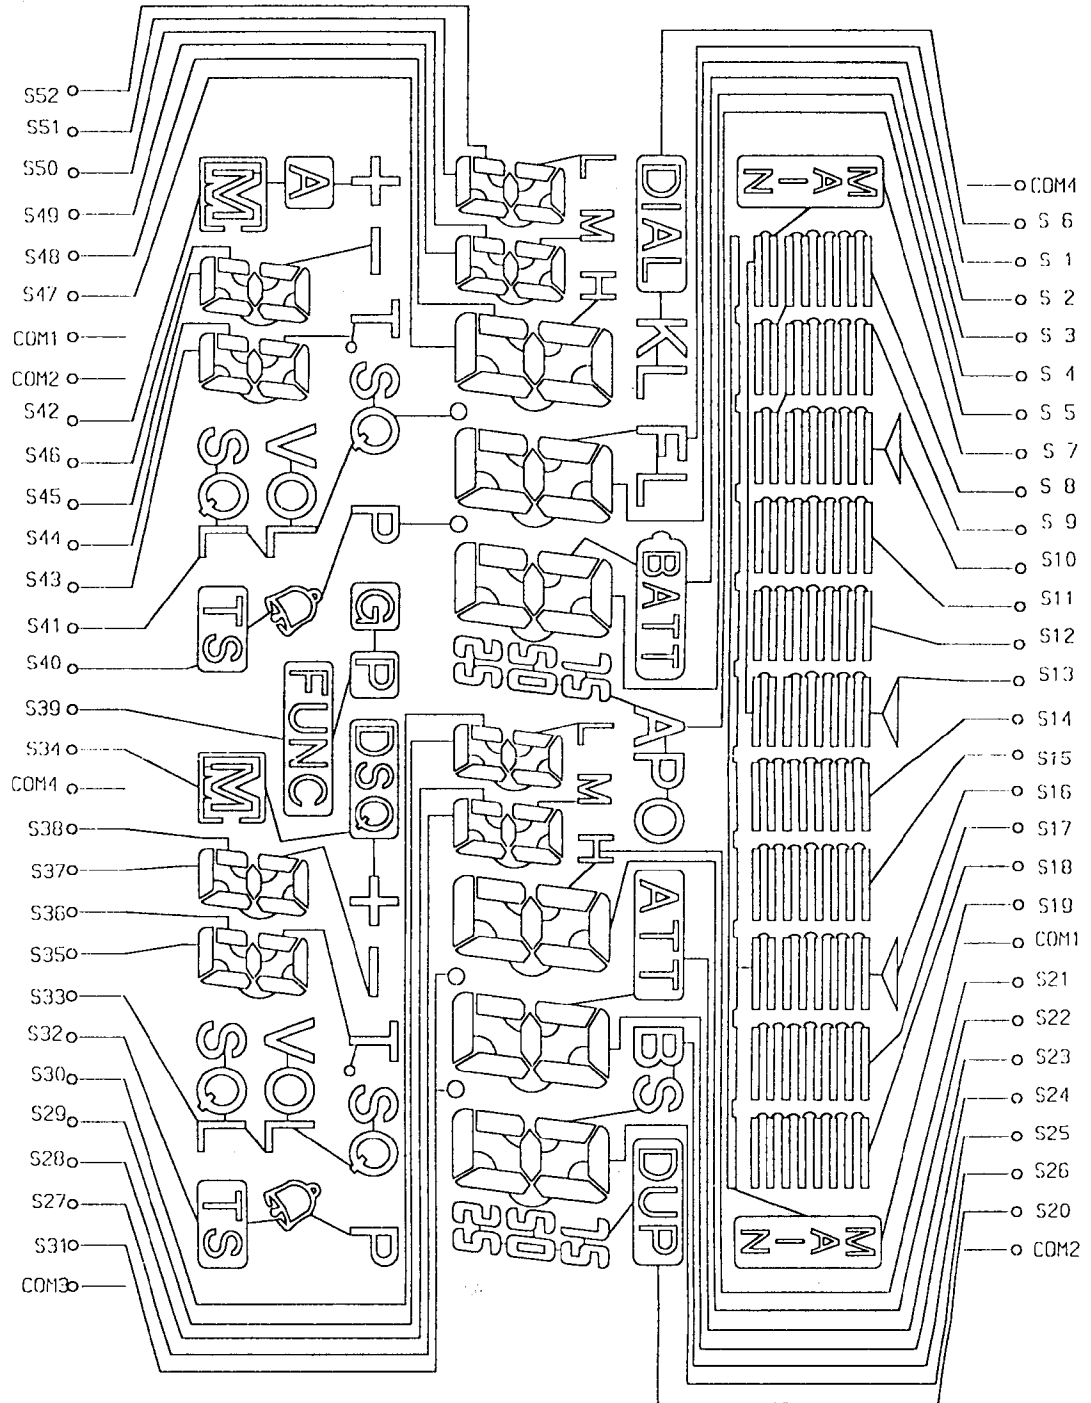 S52
S51
S50
S49
S48
S47
COM1
COM2
S42
S46
S45
S44
S43
S41
S40
S39
S34
COM4
S38
S37
S36
S35
S33
S32
S30
S29
S28
S27
S31
COM3
M
A
+
−
T
SQ
VOL
SQL
P
TS
G
P
FUNC
DSQ
M
+
−
T
SQ
VOL
SQL
P
TS
L M H
25
50
75
L M H
25
50
75
DIAL
KL
FL
BATT
APO
ATT
BS
DUP
MAIN
MAIN
COM4
S 6
S 1
S 2
S 3
S 4
S 5
S 7
S 8
S 9
S10
S11
S12
S13
S14
S15
S16
S17
S18
S19
COM1
S21
S22
S23
S24
S25
S26
S20
COM2